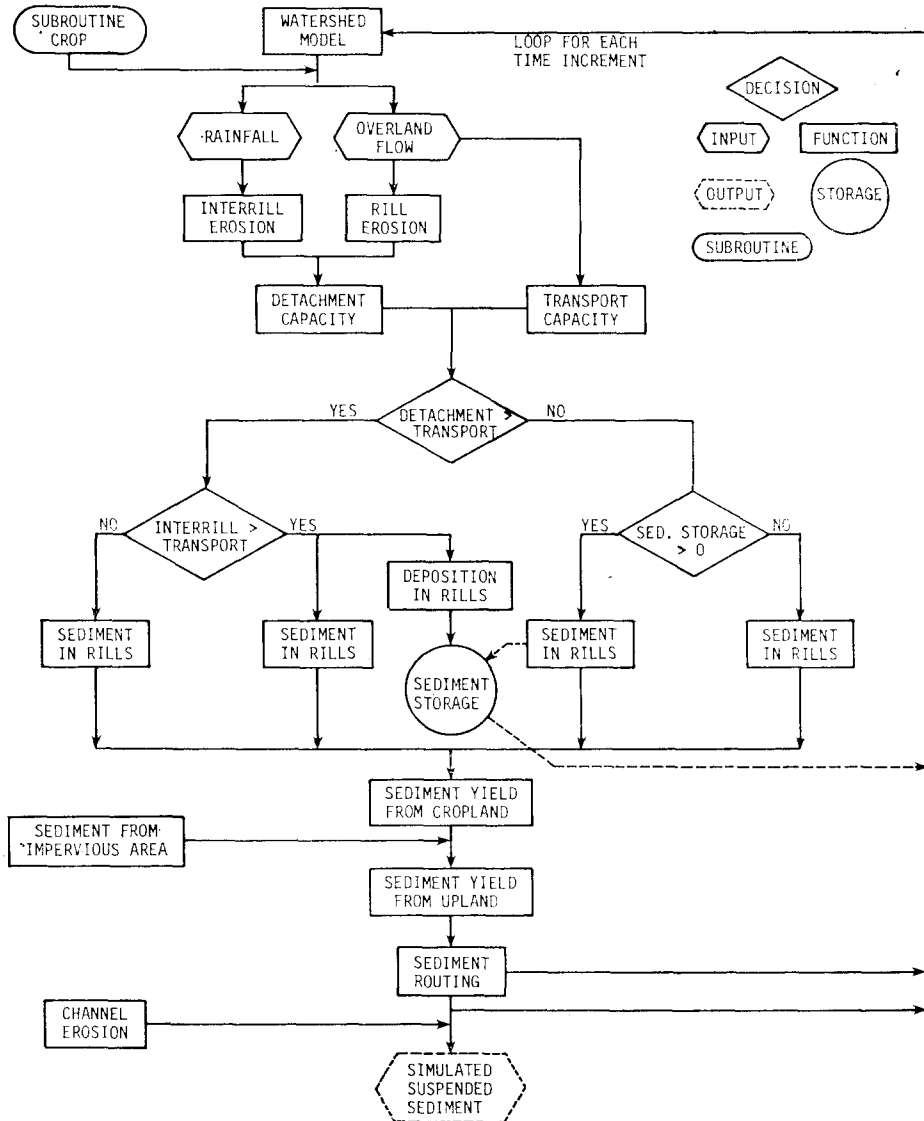 SUBROUTINE
CROP
WATERSHED
MODEL
LOOP FOR EACH
TIME INCREMENT
DECISION
INPUT
FUNCTION
OUTPUT
STORAGE
SUBROUTINE
RAINFALL
OVERLAND
FLOW
INTERRILL
EROSION
RILL
EROSION
DETACHMENT
CAPACITY
TRANSPORT
CAPACITY
YES
DETACHMENT >
TRANSPORT
NO
NO
INTERRILL >
TRANSPORT
YES
YES
SED. STORAGE
> 0
NO
DEPOSITION
IN RILLS
SEDIMENT
IN RILLS
SEDIMENT
IN RILLS
SEDIMENT
IN RILLS
SEDIMENT
IN RILLS
SEDIMENT
STORAGE
SEDIMENT YIELD
FROM CROPLAND
SEDIMENT FROM
IMPERVIOUS AREA
SEDIMENT YIELD
FROM UPLAND
SEDIMENT
ROUTING
CHANNEL
EROSION
SIMULATED
SUSPENDED
SEDIMENT